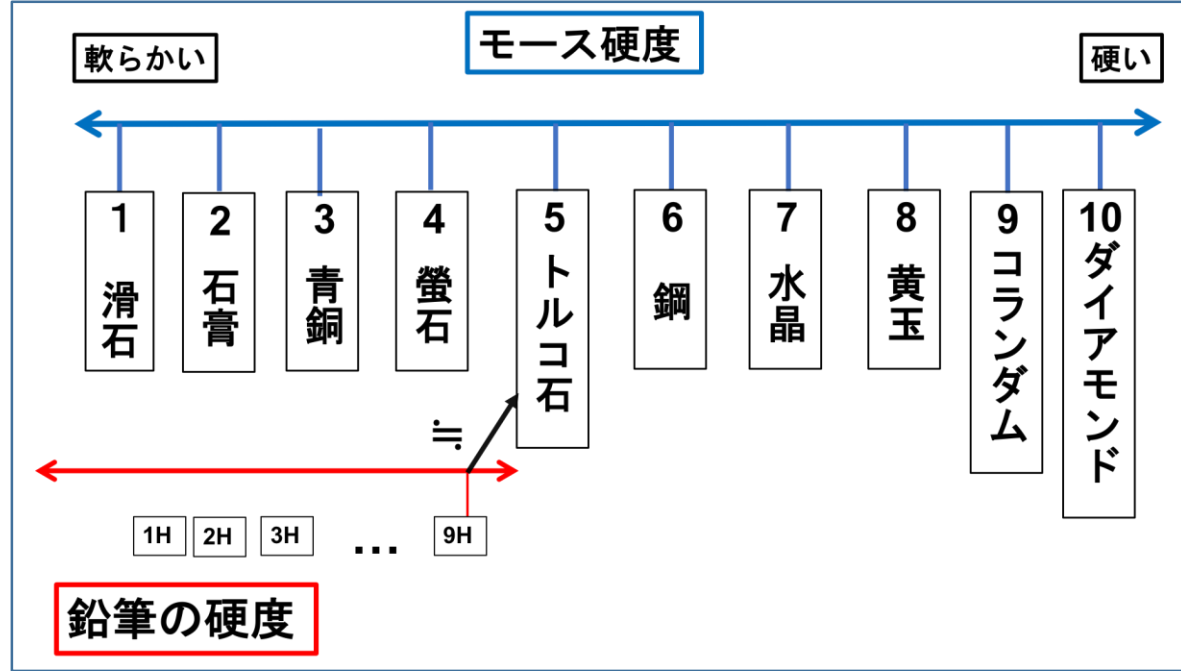 モース硬度
軟らかい
硬い
1 滑石
2 石膏
3 青銅
4 螢石
5 トルコ石
6 鋼
7 水晶
8 黄玉
9 コランダム
10 ダイアモンド
≒
1H 2H 3H … 9H
鉛筆の硬度